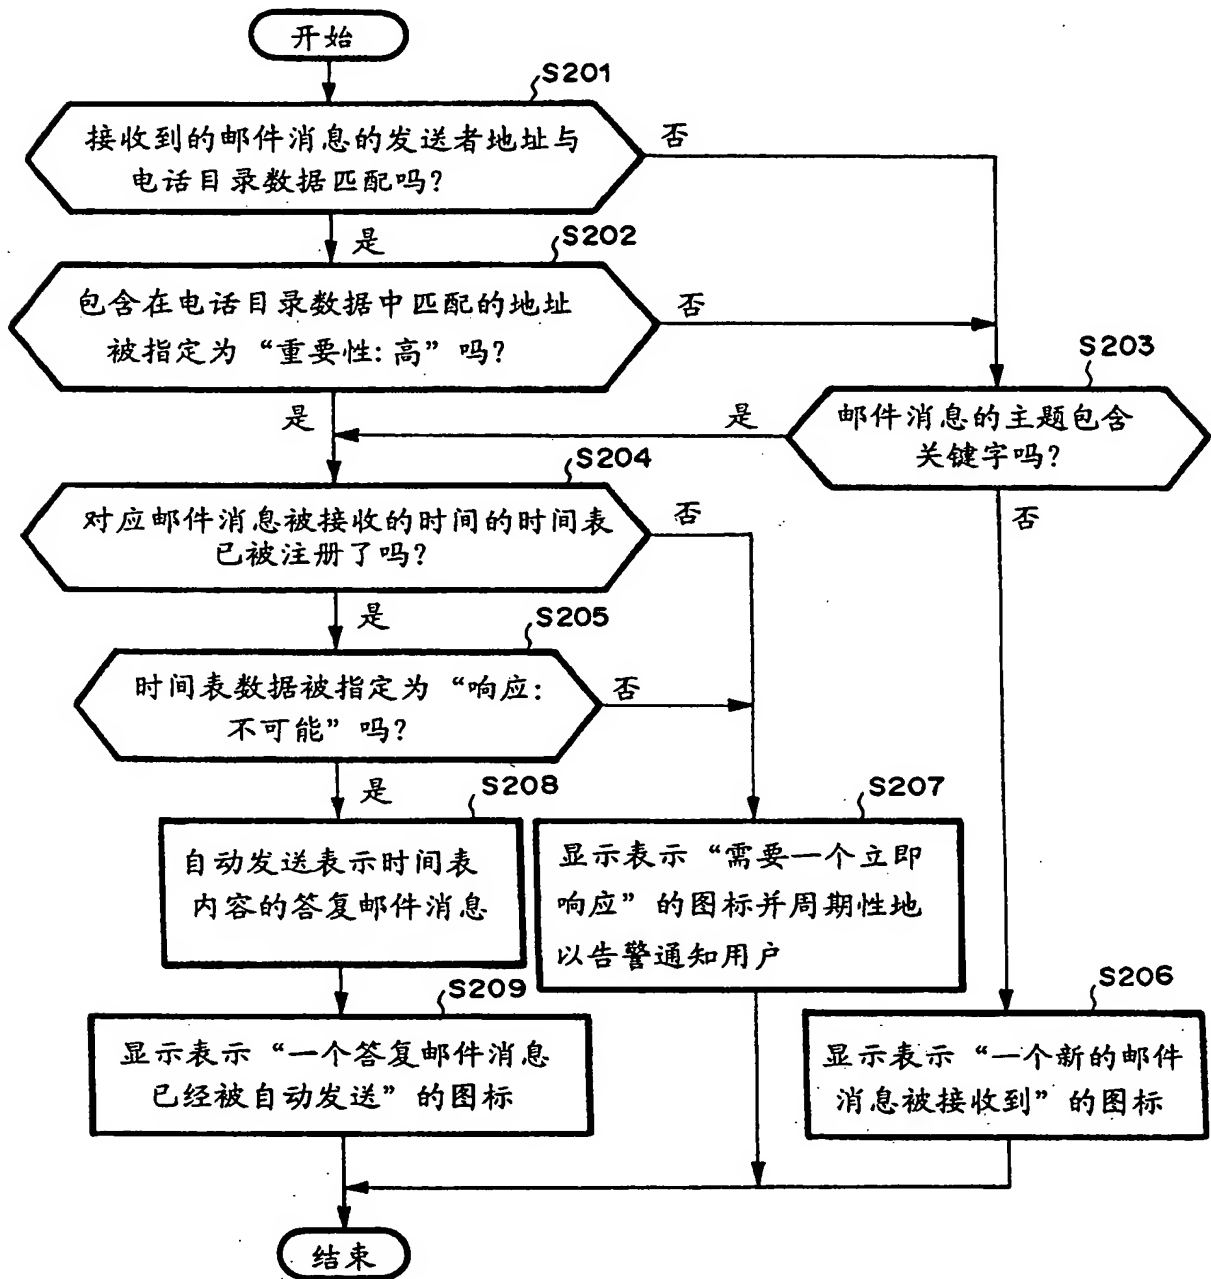 开始
S201
接收到的邮件消息的发送者地址与
电话目录数据匹配吗?
否
是
S202
包含在电话目录数据中匹配的地址
被指定为“重要性:高”吗?
否
是
S203
邮件消息的主题包含
关键字吗?
是
否
S204
对应邮件消息被接收的时间的时间表
已被注册了吗?
否
是
S205
时间表数据被指定为“响应:
不可能”吗?
否
是
S208
自动发送表示时间表
内容的答复邮件消息
S207
显示表示“需要一个立即
响应”的图标并周期性地
以告警通知用户
S209
显示表示“一个答复邮件消息
已经被自动发送”的图标
S206
显示表示“一个新的邮件
消息被接收到”的图标
结束